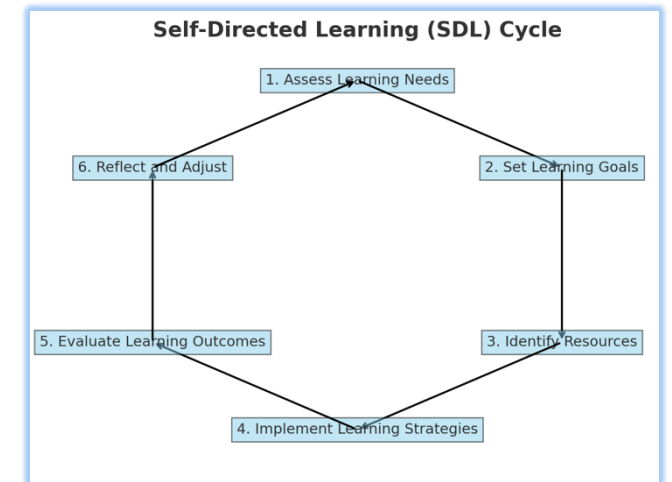 Self-Directed Learning (SDL) Cycle
1. Assess Learning Needs
2. Set Learning Goals
3. Identify Resources
4. Implement Learning Strategies
5. Evaluate Learning Outcomes
6. Reflect and Adjust